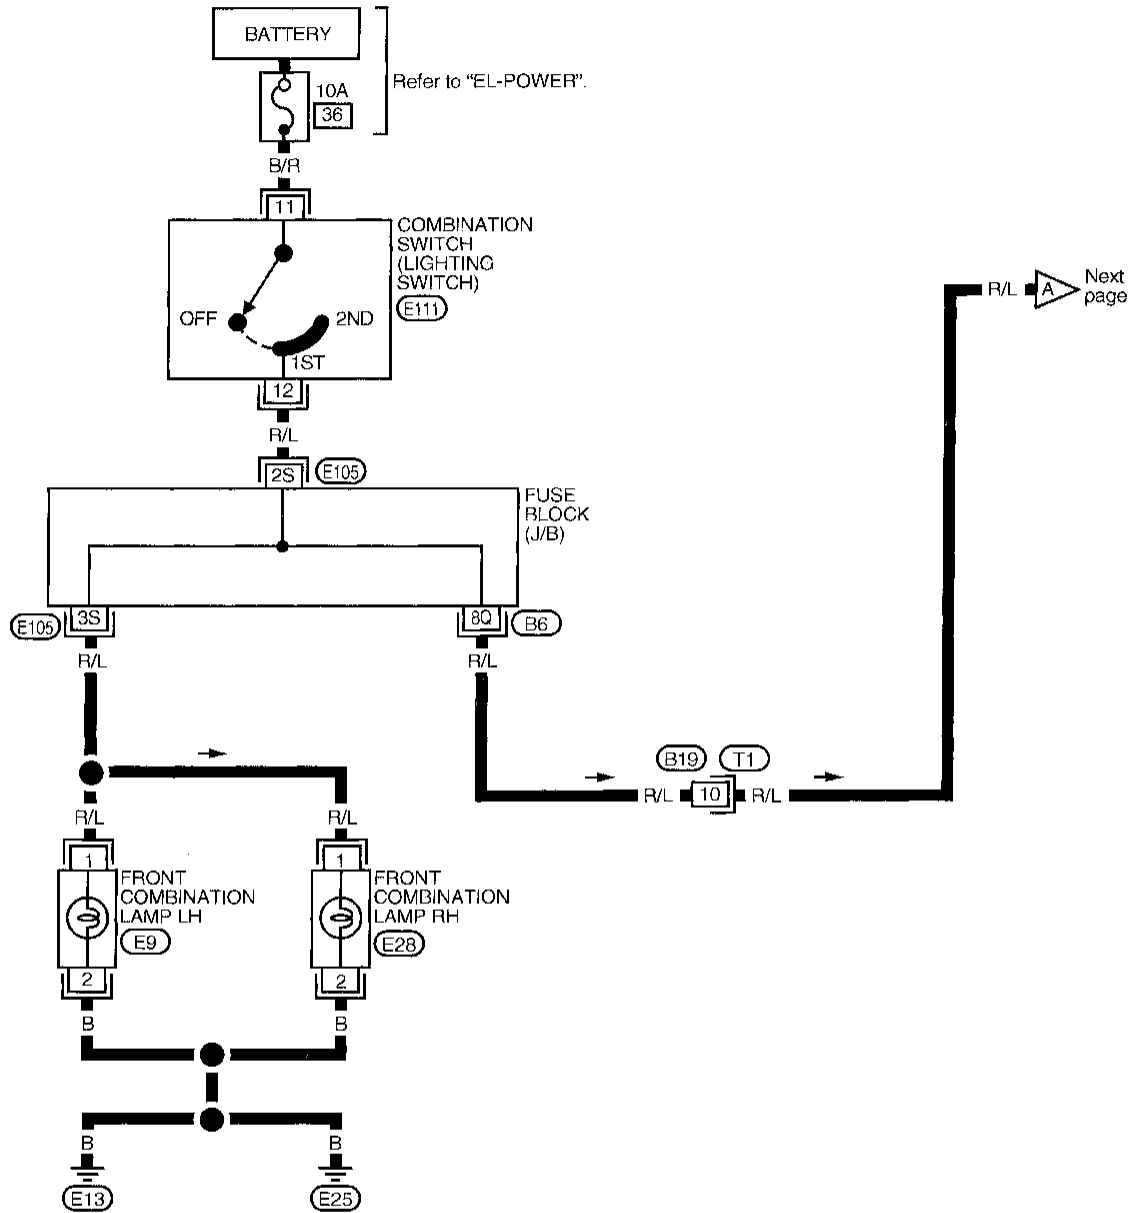 BATTERY
Refer to “EL-POWER”.
10A
36
B/R
11
COMBINATION
SWITCH
(LIGHTING
SWITCH)
E111
OFF
2ND
1ST
12
R/L
R/L
A
Next
page
2S
E105
FUSE
BLOCK
(J/B)
E105
3S
8Q
B6
R/L
R/L
B19
T1
R/L
10
R/L
R/L
R/L
1
FRONT
COMBINATION
LAMP LH
E9
2
1
FRONT
COMBINATION
LAMP RH
E28
2
B
B
B
B
E13
E25